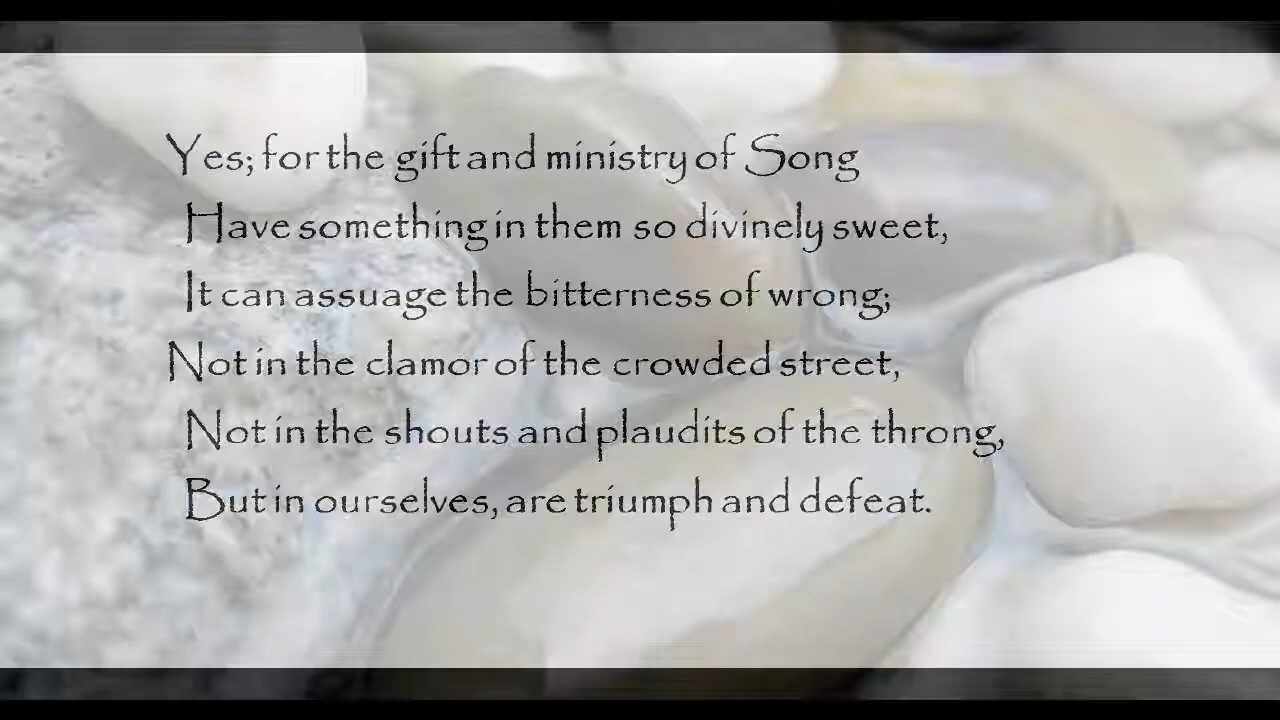 Yes; for the gift and ministry of Song
Have something in them so divinely sweet,
It can assuage the bitterness of wrong;
Not in the clamor of the crowded street,
Not in the shouts and plaudits of the throng,
But in ourselves, are triumph and defeat.